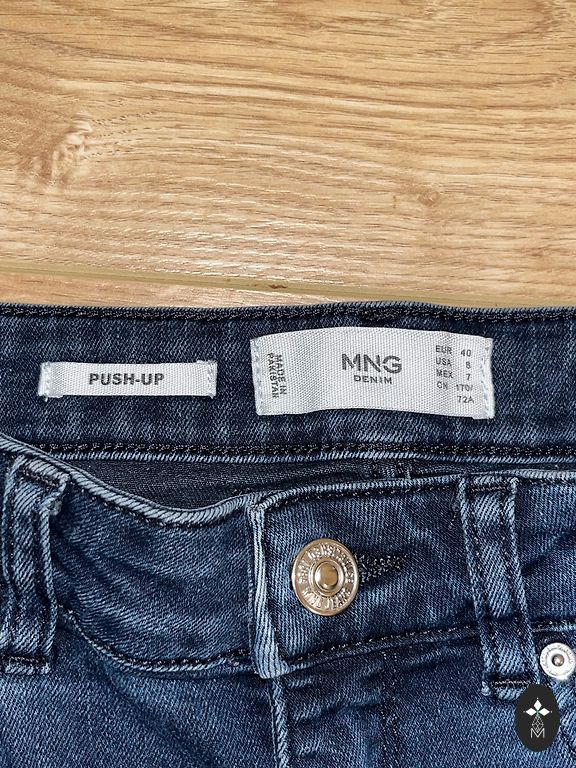 PUSH-UP
MADE IN
PAKISTAN
MNG
DENIM
EUR 40
USA 8
MEX 7
CN 170/
72A
M